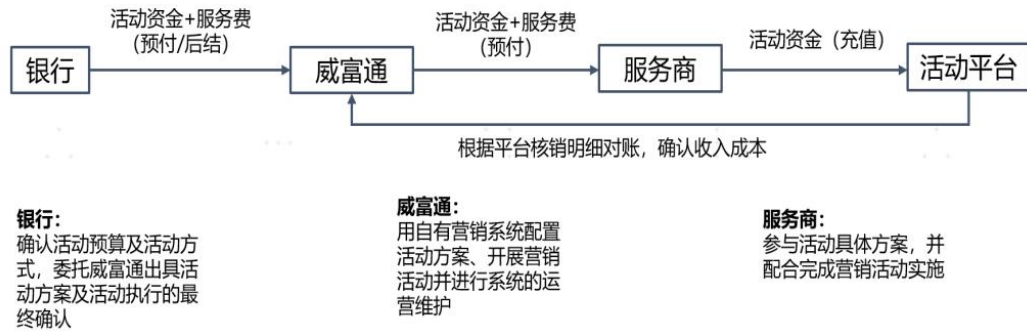 活动资金+服务费
（预付/后结）
活动资金+服务费
（预付）
活动资金（充值）
银行
威富通
服务商
活动平台
根据平台核销明细对账，确认收入成本
银行：
确认活动预算及活动方
式，委托威富通出具活
动方案及活动执行的最
终确认
威富通：
用自有营销系统配置
活动方案、开展营销
活动并进行系统的运
营维护
服务商：
参与活动具体方案，并
配合完成营销活动实施